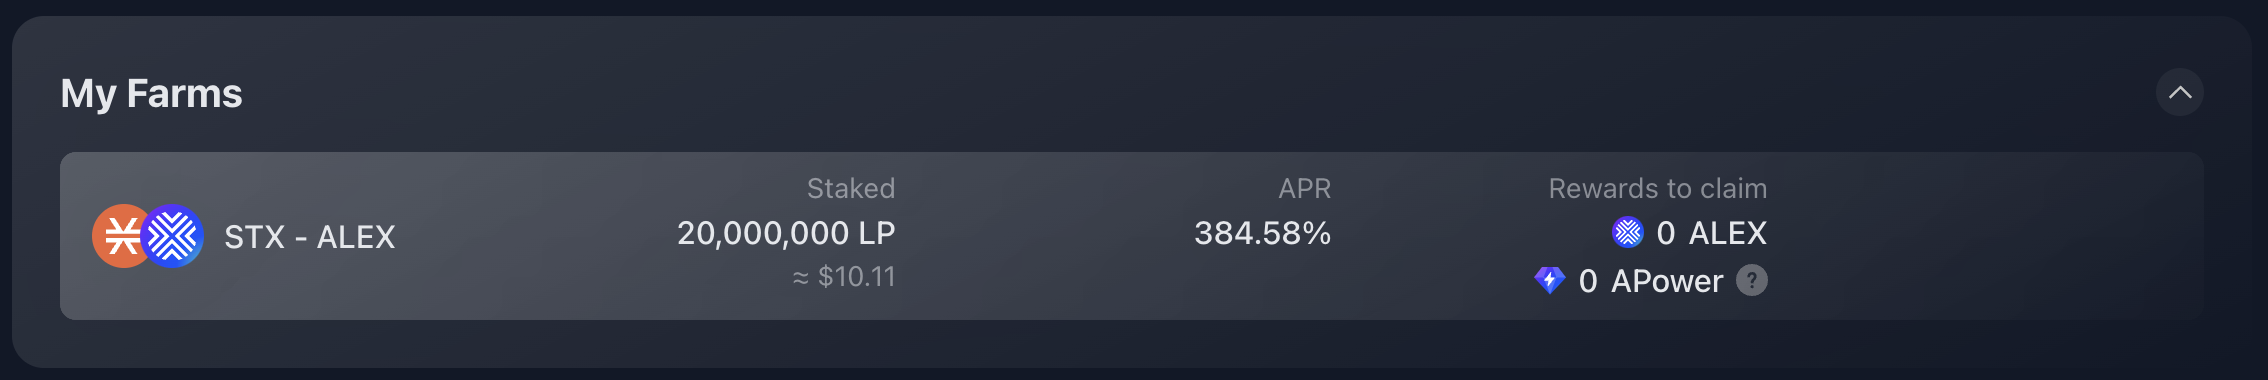 My Farms
STX - ALEX
Staked
20,000,000 LP
≈ $10.11
APR
384.58%
Rewards to claim
0 ALEX
0 APower ?